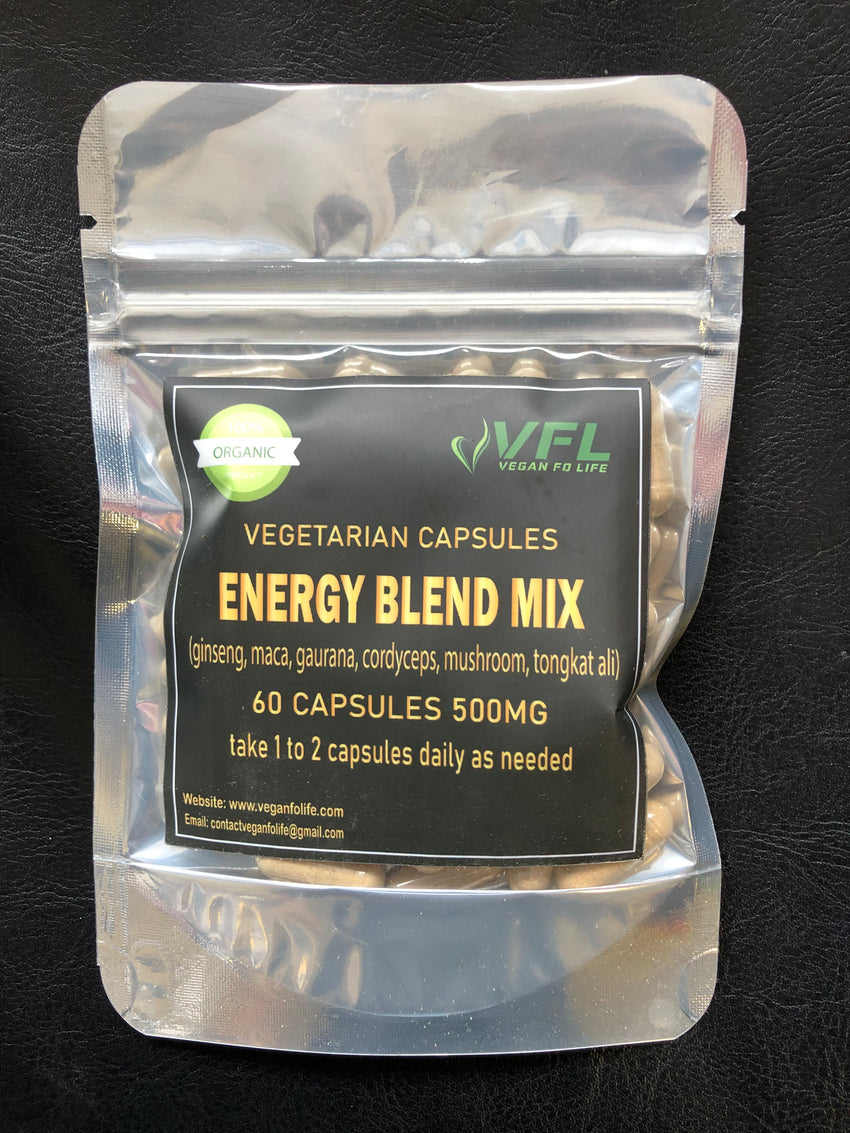 ORGANIC
VFL
VEGAN FO LIFE
VEGETARIAN CAPSULES
ENERGY BLEND MIX
(ginseng, maca, gaurana, cordyceps, mushroom, tongkat ali)
60 CAPSULES 500MG
take 1 to 2 capsules daily as needed
Website: www.veganfolife.com
Email: contactveganfolife@gmail.com